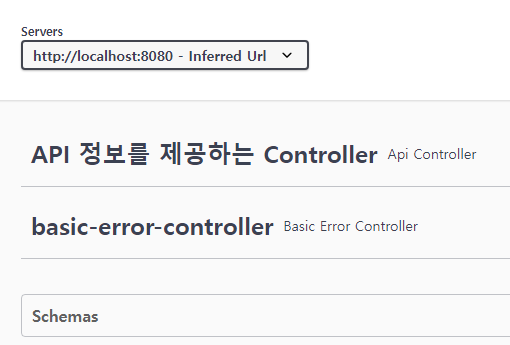 Servers
http://localhost:8080 - Inferred Url
API 정보를 제공하는 Controller Api Controller
basic-error-controller Basic Error Controller
Schemas